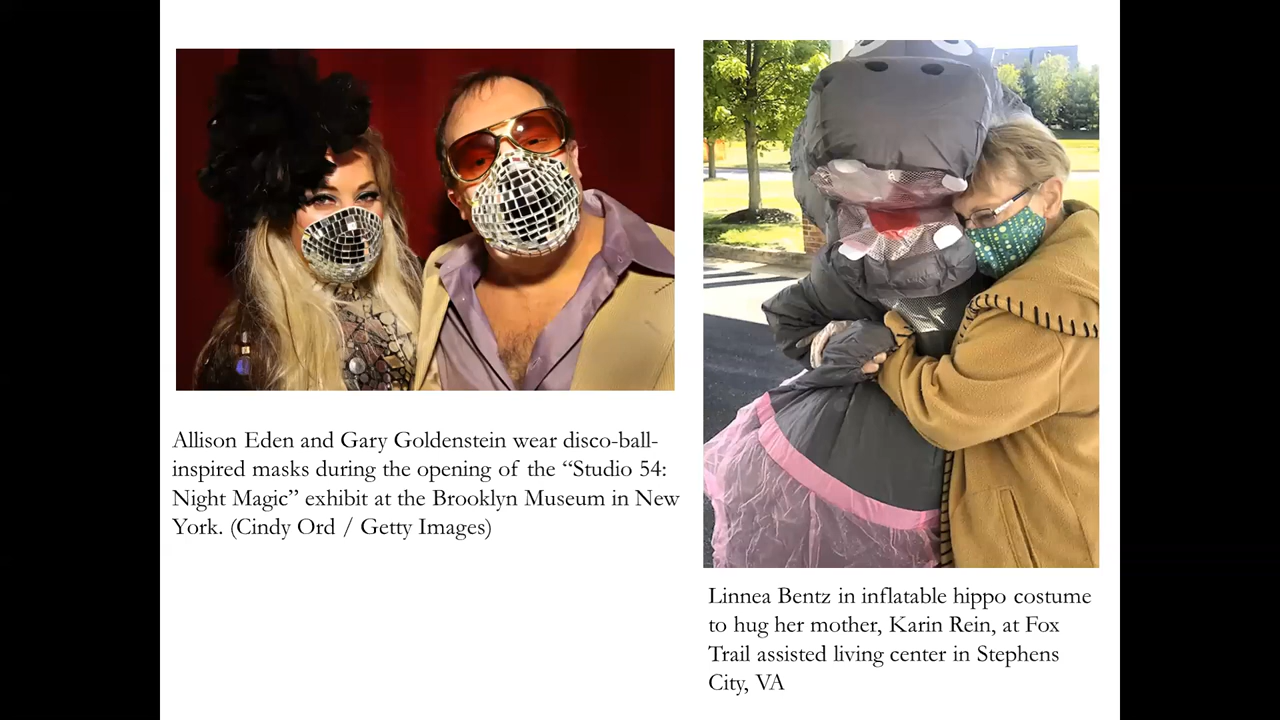 Allison Eden and Gary Goldenstein wear disco-ball-
inspired masks during the opening of the “Studio 54:
Night Magic” exhibit at the Brooklyn Museum in New
York. (Cindy Ord / Getty Images)
Linnea Bentz in inflatable hippo costume
to hug her mother, Karin Rein, at Fox
Trail assisted living center in Stephens
City, VA